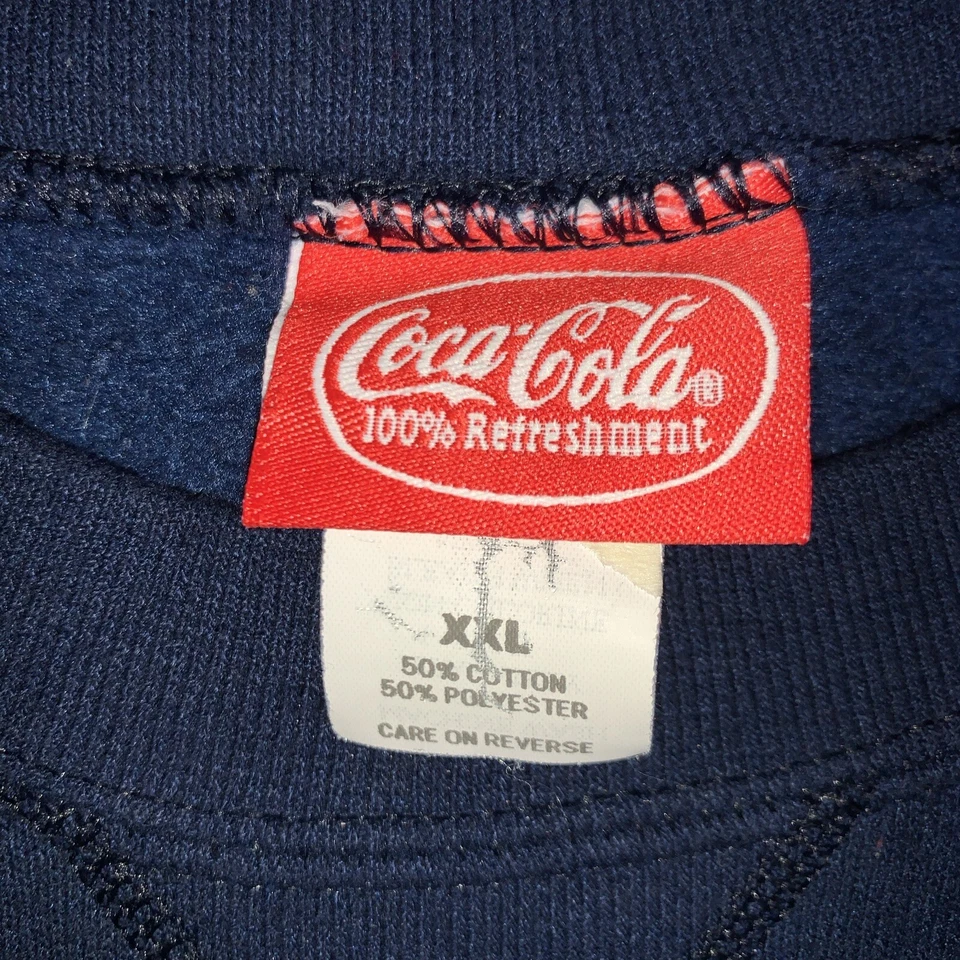 Coca-Cola®
100% Refreshment
XXL
50% COTTON
50% POLYESTER
CARE ON REVERSE